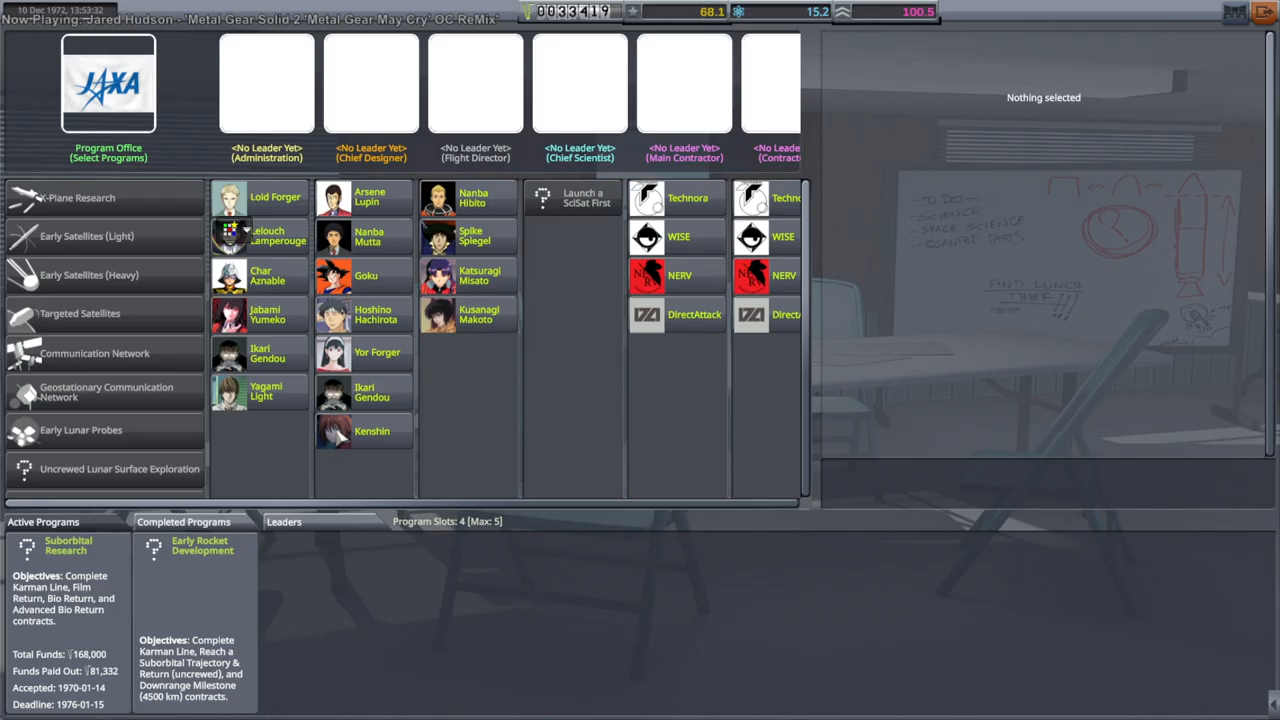 10 Dec 1972, 13:53:32
Now Playing: Jared Hudson - 'Metal Gear Solid 2 'Metal Gear May Cry' OC ReMix'
0033419
68.1
15.2
100.5
JAXA
Program Office
(Select Programs)
<No Leader Yet>
(Administration)
<No Leader Yet>
(Chief Designer)
<No Leader Yet>
(Flight Director)
<No Leader Yet>
(Chief Scientist)
<No Leader Yet>
(Main Contractor)
<No Leade
(Contract
Nothing selected
X-Plane Research
Early Satellites (Light)
Early Satellites (Heavy)
Targeted Satellites
Communication Network
Geostationary Communication
Network
Early Lunar Probes
Uncrewed Lunar Surface Exploration
Loid Forger
Lelouch
Lamperouge
Char
Aznable
Jabami
Yumeko
Ikari
Gendou
Yagami
Light
Arsene
Lupin
Nanba
Mutta
Goku
Hoshino
Hachirota
Yor Forger
Ikari
Gendou
Kenshin
Nanba
Hibito
Spike
Spiegel
Katsuragi
Misato
Kusanagi
Makoto
Launch a
SciSat First
Technora
WISE
NERV
DirectAttack
Techno
WISE
NERV
DirectA
TO-DO-
- SCIENCE
- SPACE SCIENCE
FIND LUNCH
THIEF!!!
Active Programs
Completed Programs
Leaders
Program Slots: 4 [Max: 5]
Suborbital
Research
Objectives: Complete
Karman Line, Film
Return, Bio Return, and
Advanced Bio Return
contracts.
Total Funds: √168,000
Funds Paid Out: √81,332
Accepted: 1970-01-14
Deadline: 1976-01-15
Early Rocket
Development
Objectives: Complete
Karman Line, Reach a
Suborbital Trajectory &
Return (uncrewed), and
Downrange Milestone
(4500 km) contracts.